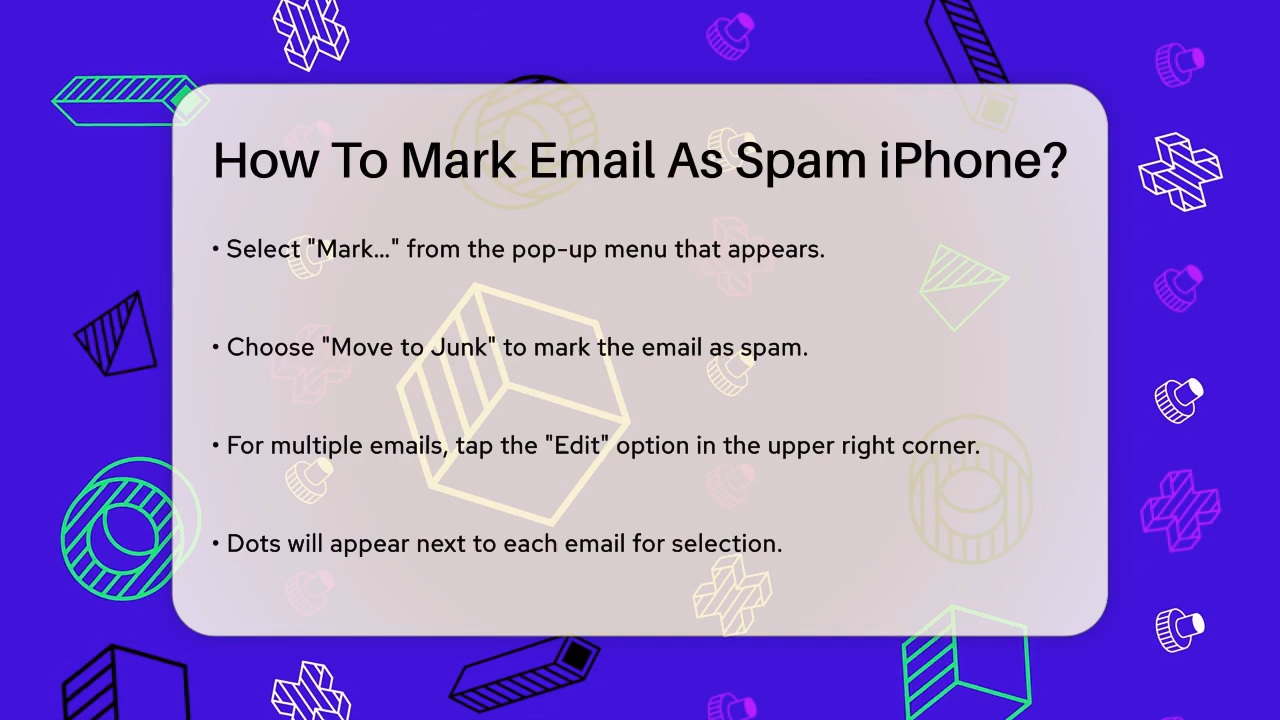 How To Mark Email As Spam iPhone?
• Select "Mark..." from the pop-up menu that appears.
• Choose "Move to Junk" to mark the email as spam.
• For multiple emails, tap the "Edit" option in the upper right corner.
• Dots will appear next to each email for selection.